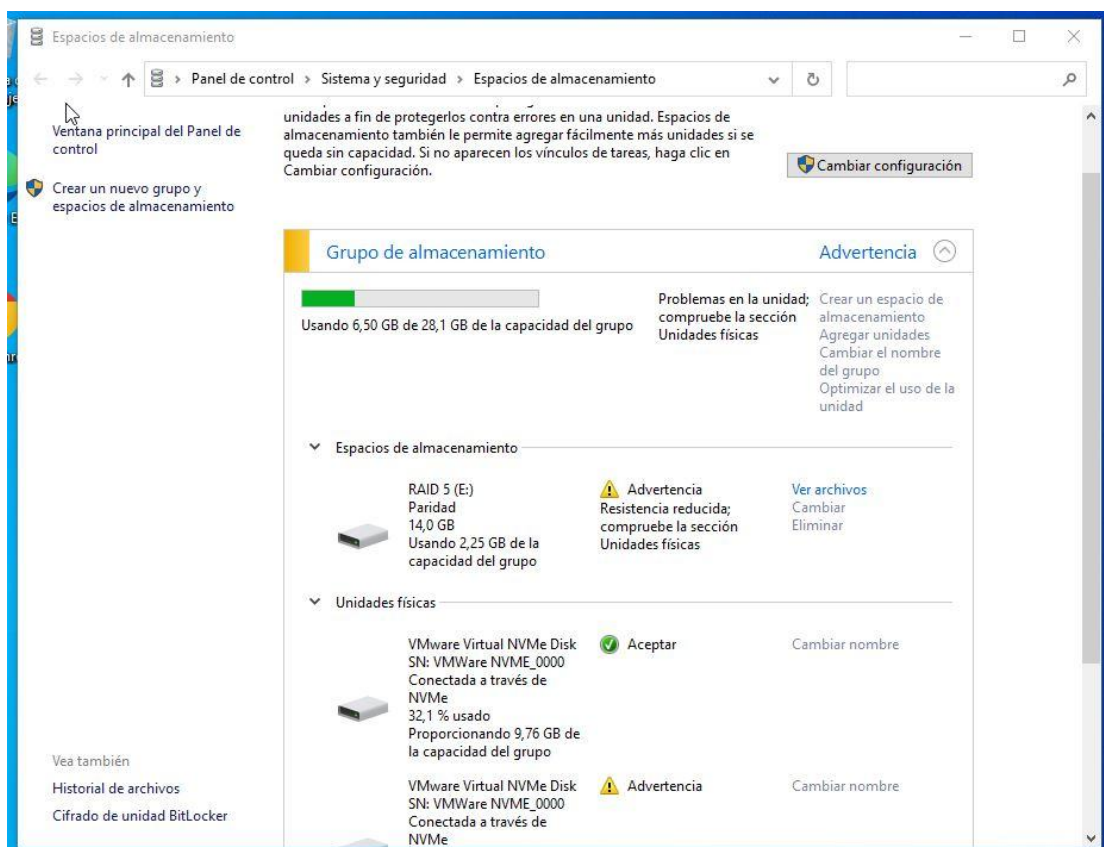 Espacios de almacenamiento
Panel de control > Sistema y seguridad > Espacios de almacenamiento
Ventana principal del Panel de
control
Crear un nuevo grupo y
espacios de almacenamiento
unidades a fin de protegerlos contra errores en una unidad. Espacios de
almacenamiento también le permite agregar fácilmente más unidades si se
queda sin capacidad. Si no aparecen los vínculos de tareas, haga clic en
Cambiar configuración.
Cambiar configuración
Grupo de almacenamiento
Advertencia
Usando 6,50 GB de 28,1 GB de la capacidad del grupo
Problemas en la unidad;
compruebe la sección
Unidades físicas
Crear un espacio de
almacenamiento
Agregar unidades
Cambiar el nombre
del grupo
Optimizar el uso de la
unidad
Espacios de almacenamiento
RAID 5 (E:)
Paridad
14,0 GB
Usando 2,25 GB de la
capacidad del grupo
Advertencia
Resistencia reducida;
compruebe la sección
Unidades físicas
Ver archivos
Cambiar
Eliminar
Unidades físicas
VMware Virtual NVMe Disk
SN: VMWare NVME_0000
Conectada a través de
NVMe
32,1 % usado
Proporcionando 9,76 GB de
la capacidad del grupo
Aceptar
Cambiar nombre
VMware Virtual NVMe Disk
SN: VMWare NVME_0000
Conectada a través de
NVMe
Advertencia
Cambiar nombre
Vea también
Historial de archivos
Cifrado de unidad BitLocker